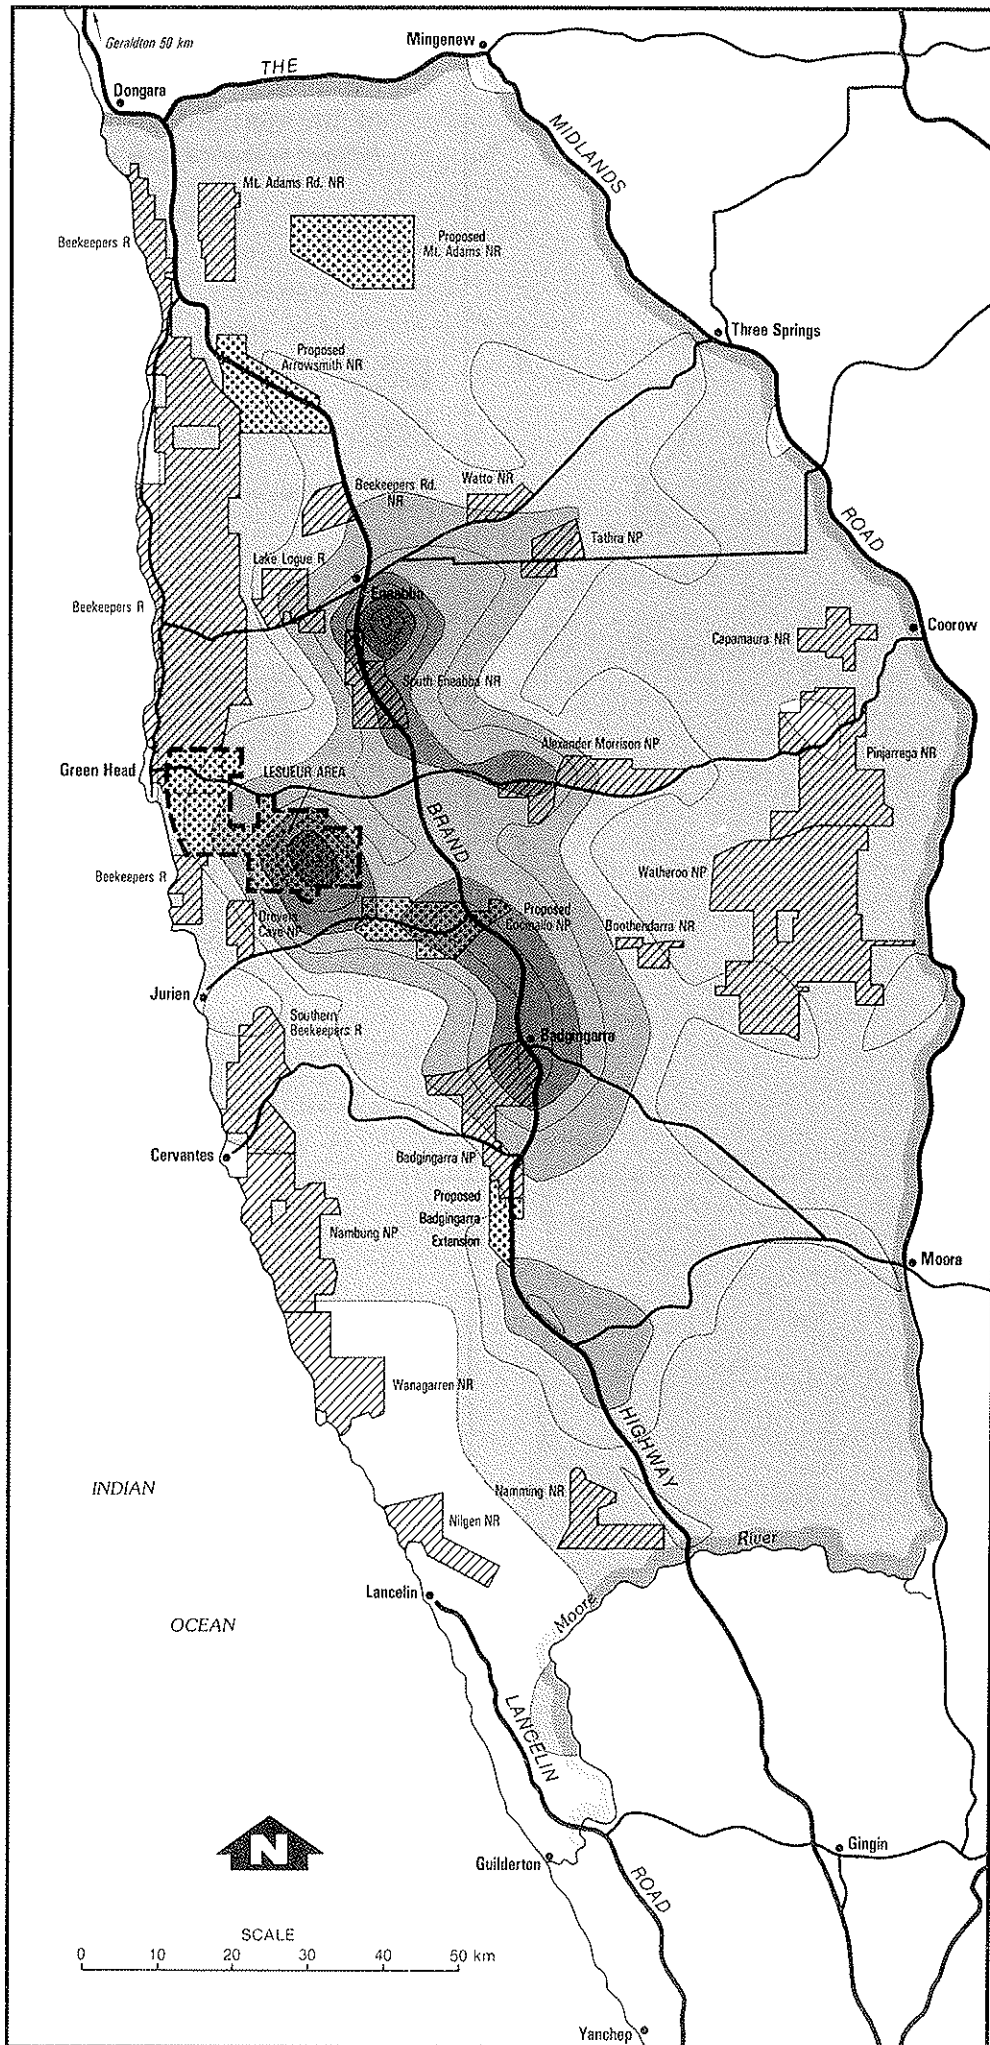 Geraldton 50 km
Mingenew
THE
Dongara
MIDLANDS
Mt. Adams Rd. NR
Beekeepers R
Proposed
Mt. Adams NR
Three Springs
Proposed
Arrowsmith NR
Watto NR
Beekeepers Rd.
NR
ROAD
Tathra NP
Lake Logue R
Eneabba
Beekeepers R
Coorow
Capamaura NR
South Eneabba NR
Alexander Morrison NP
Pinjarrega NR
Green Head
LESUEUR AREA
BRAND
Beekeepers R
Watheroo NP
Drovers
Cave NP
Proposed
Coomallo NP
Boothendarra NR
Jurien
Southern
Beekeepers R
Badgingarra
Cervantes
Badgingarra NP
Proposed
Badgingarra
Extension
Nambung NP
Moora
Wanagarren NR
HIGHWAY
INDIAN
Namming NR
Nilgen NR
River
Lancelin
Moore
OCEAN
LANCELIN
N
Gingin
Guilderton
ROAD
SCALE
0 10 20 30 40 50 km
Yanchep